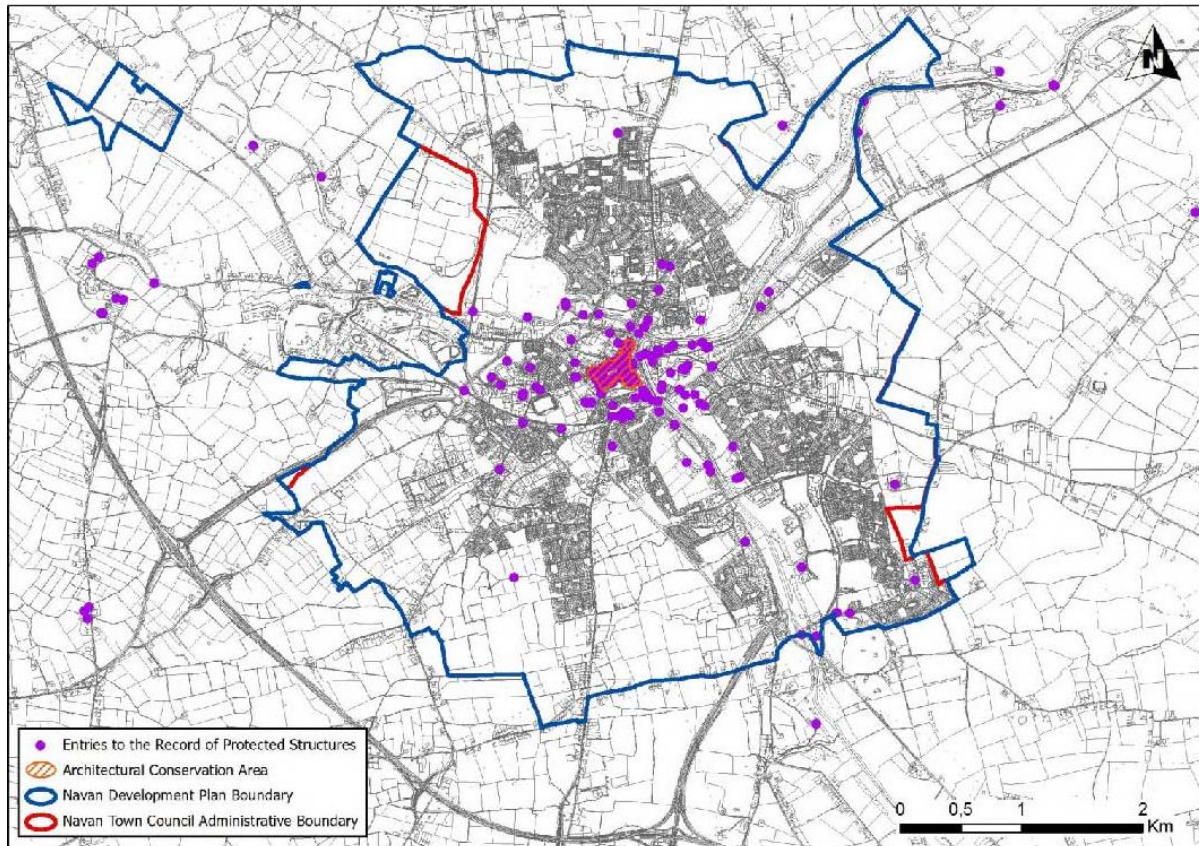 N
Entries to the Record of Protected Structures
Architectural Conservation Area
Navan Development Plan Boundary
Navan Town Council Administrative Boundary
0 0,5 1 2
Km